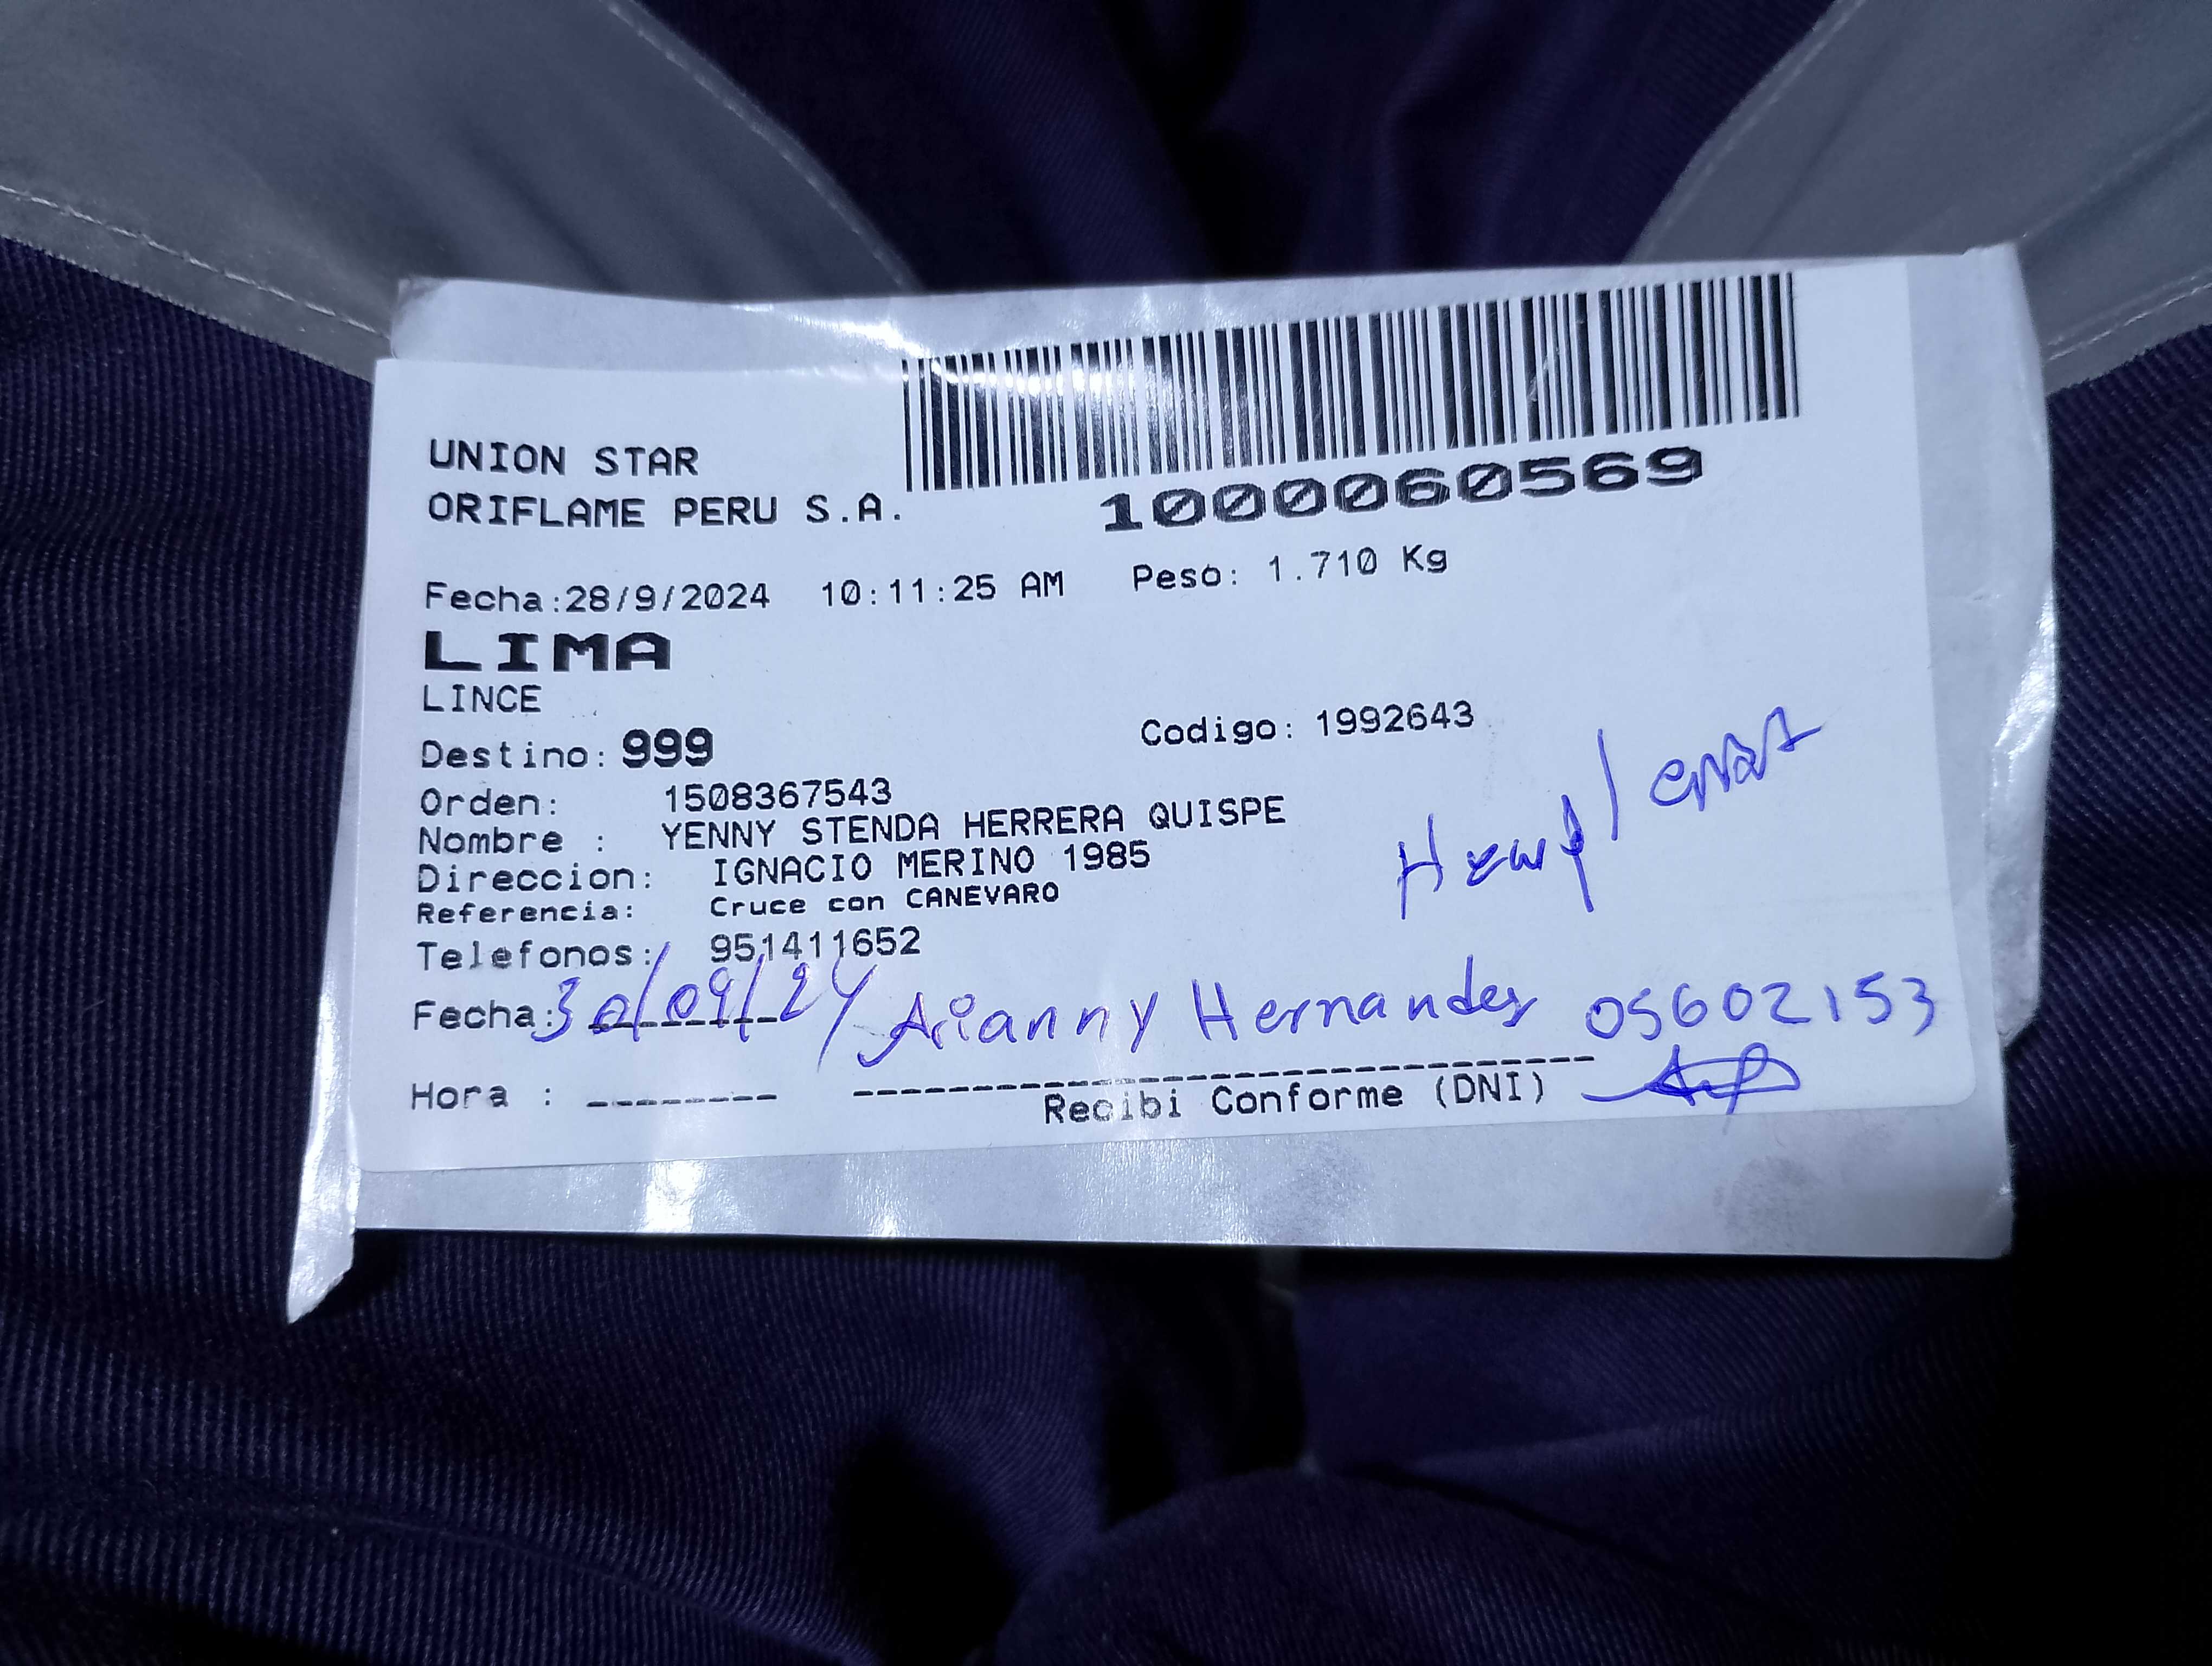 UNION STAR
ORIFLAME PERU S.A.
1000060569
Fecha:28/9/2024 10:11:25 AM Peso: 1.710 Kg
LIMA
LINCE
Destino: 999 Codigo: 1992643
Orden: 1508367543
Nombre : YENNY STENDA HERRERA QUISPE
Direccion: IGNACIO MERINO 1985
Referencia: Cruce con CANEVARO
Telefonos: 951411652
Fecha: 30/09/24 / Arianny Hernandez 05602153
Hora : --------
Recibi Conforme (DNI)